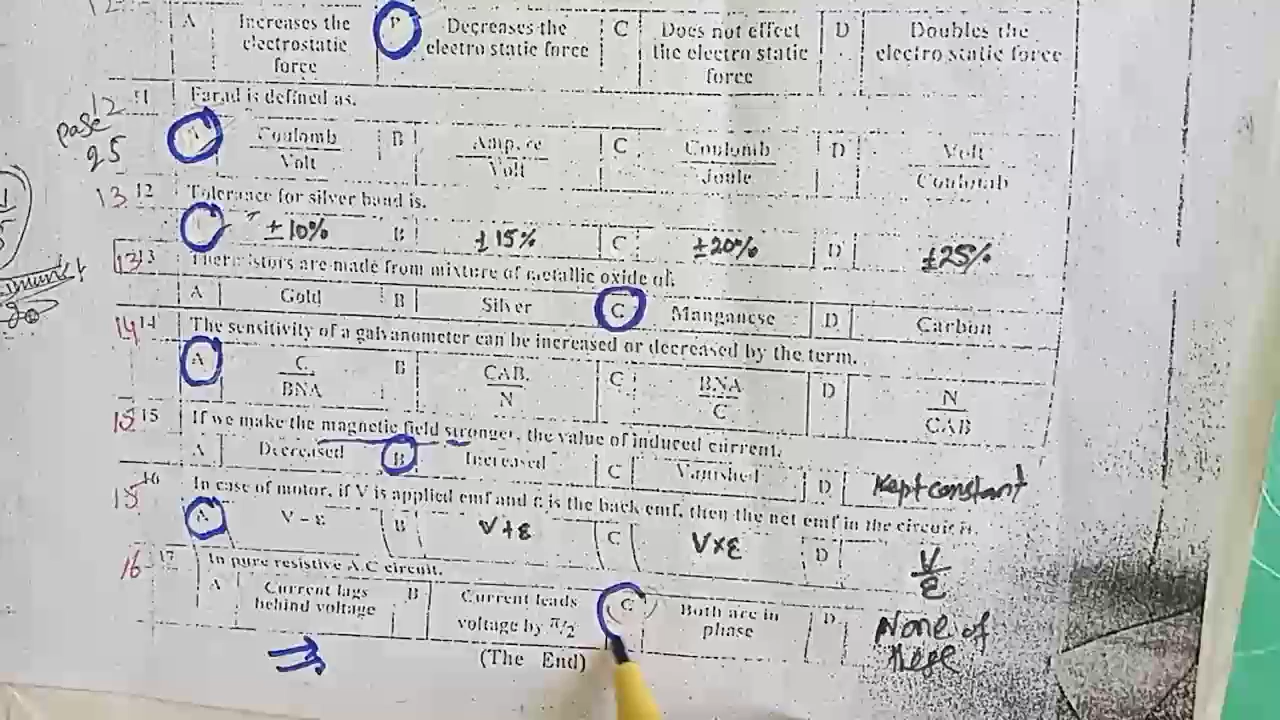 A Increases the electrostatic force B Decreases the electro static force C Does not effect the electro static force D Doubles the electro static force
11 Farad is defined as.
page 12
25
A Coulomb/Volt B Ampere/Volt C Coulomb/Joule D Volt/Coulomb
13 12 Tolerance for silver band is.
±10% B ±15% C ±20% D ±25%
13 13 Thermistors are made from mixture of metallic oxide of.
A Gold B Silver C Manganese D Carbon
14 14 The sensitivity of a galvanometer can be increased or decreased by the term.
A C/BNA B CAB/N C BNA/C D N/CAB
15 If we make the magnetic field stronger, the value of induced current.
A Decreased B Increased C Vanished D Kept constant
15 16 In case of motor, if V is applied emf and ε is the back emf, then the net emf in the circuit is.
A V - ε B V + ε C V × ε D V/ε
16 17 In pure resistive A.C circuit.
A Current lags behind voltage B Current leads voltage by π/2 C Both are in phase D None of these
(The End)